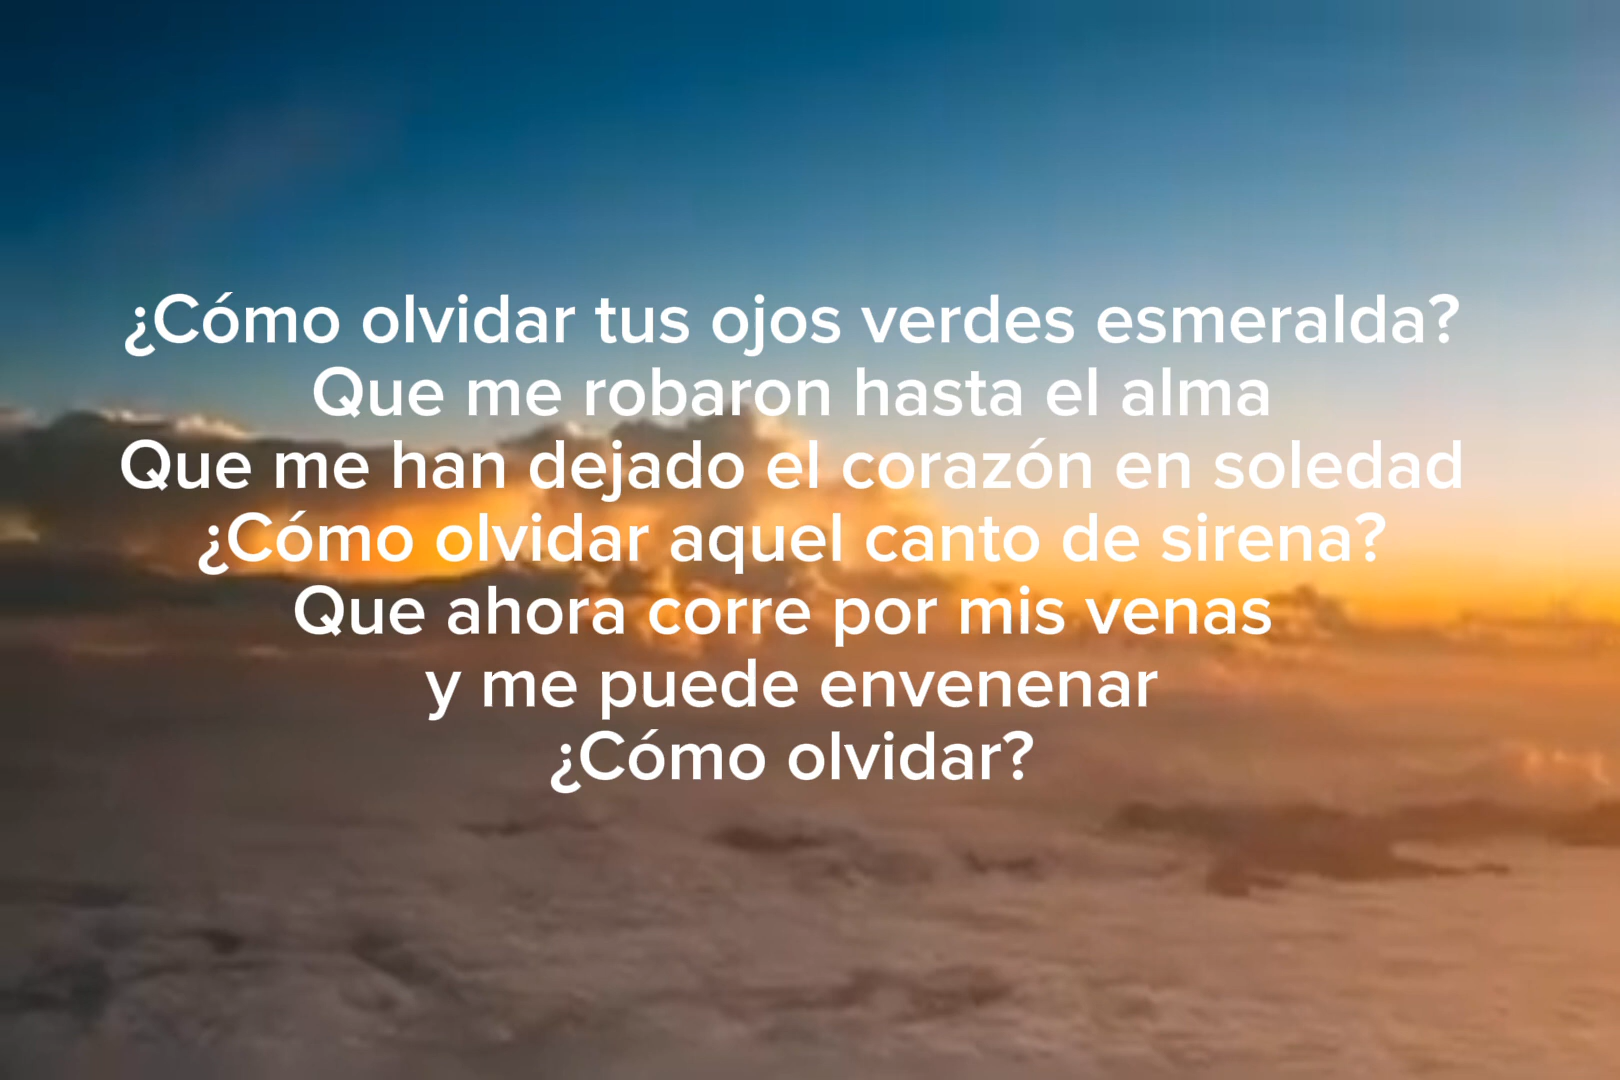 ¿Cómo olvidar tus ojos verdes esmeralda?
Que me robaron hasta el alma
Que me han dejado el corazón en soledad
¿Cómo olvidar aquel canto de sirena?
Que ahora corre por mis venas
y me puede envenenar
¿Cómo olvidar?